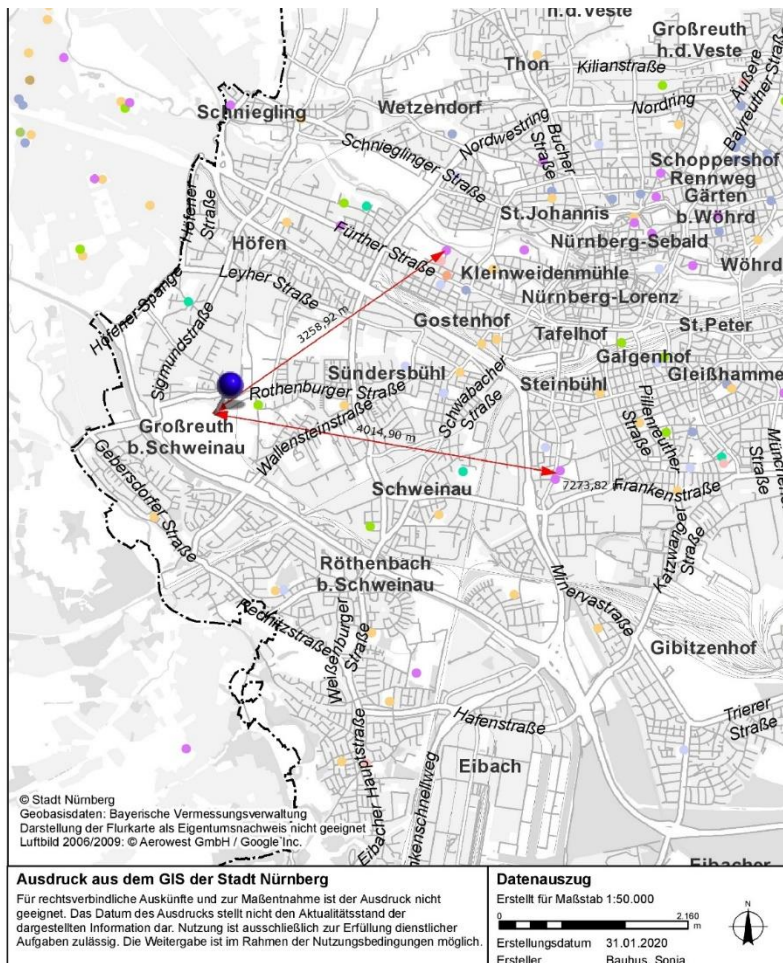 h.d.Veste
Großreuth
h.d.Veste
Thon
Kilianstraße
Äußere
Bayreuther Straße
Nordring
Schniegling
Wetzendorf
Nordwestring
Bucher
Straße
Schnieglinger Straße
Schoppershof
Rennweg
Gärten
b.Wöhrd
Höfener
Straße
St.Johannis
Höfen
Fürther Straße
Nürnberg-Sebald
Wöhrd
Leyher Straße
Kleinweidenmühle
Höfener Spange
Nürnberg-Lorenz
3258,92 m
Gostenhof
Sigmundstraße
Tafelhof
St.Peter
Galgenhof
Sündersbühl
Schwabacher
Straße
Steinbühl
Gleißhammer
Rothenburger Straße
Pillenreuther
Straße
Großreuth
b.Schweinau
Wallensteinstraße
4014,90 m
Gebersdorfer Straße
Schweinau
7273,82 m
Frankenstraße
Katzwanger
Straße
Röthenbach
b.Schweinau
Minervastraße
Rednitzstraße
Weißenburger
Straße
Gibitzenhof
Trierer
Straße
Hafenstraße
Eibach
Eibacher Hauptstraße
nkenschnellweg
Eibacher
© Stadt Nürnberg
Geobasisdaten: Bayerische Vermessungsverwaltung
Darstellung der Flurkarte als Eigentumsnachweis nicht geeignet
Luftbild 2006/2009: © Aerowest GmbH / Google Inc.
Ausdruck aus dem GIS der Stadt Nürnberg
Für rechtsverbindliche Auskünfte und zur Maßentnahme ist der Ausdruck nicht
geeignet. Das Datum des Ausdrucks stellt nicht den Aktualitätsstand der
dargestellten Information dar. Nutzung ist ausschließlich zur Erfüllung dienstlicher
Aufgaben zulässig. Die Weitergabe ist im Rahmen der Nutzungsbedingungen möglich.
Datenauszug
Erstellt für Maßstab 1:50.000
0 2.160
m
N
Erstellungsdatum 31.01.2020
Ersteller Bauhus, Sonja